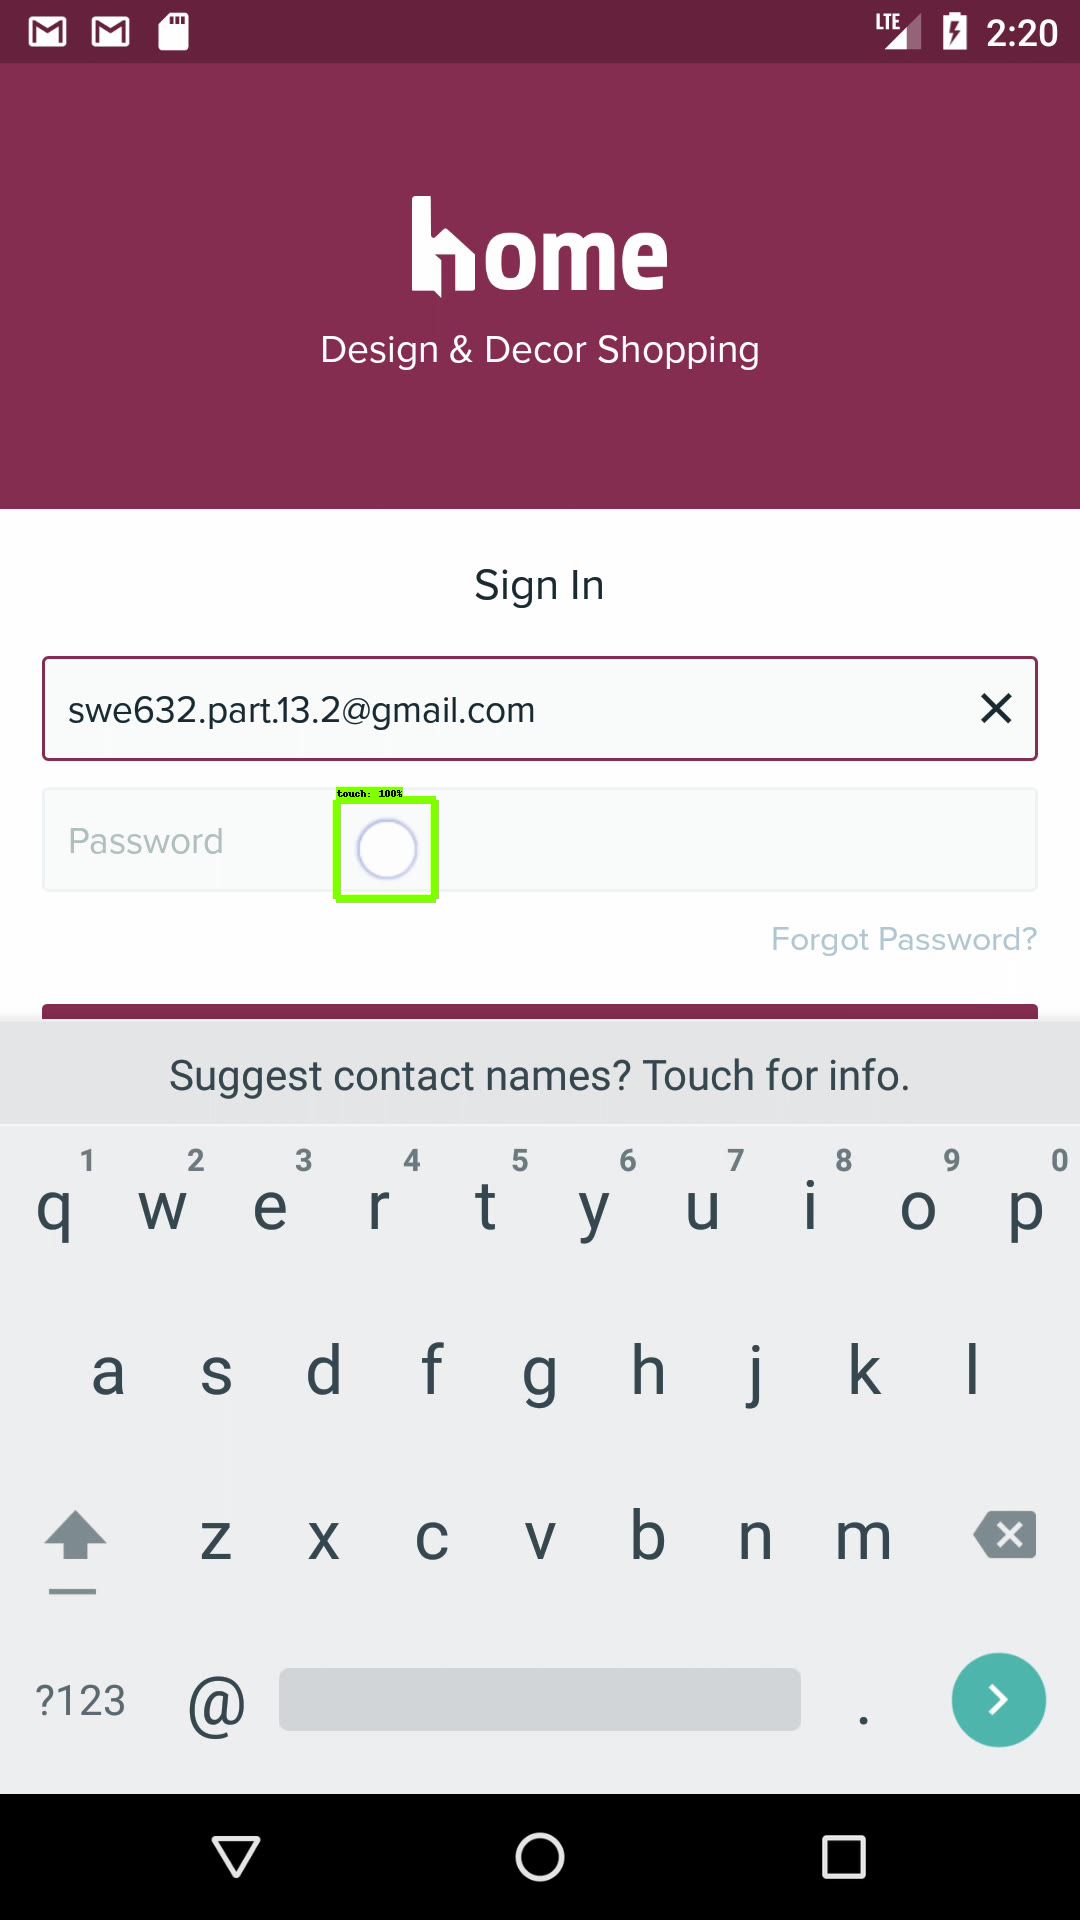 LTE 2:20
home
Design & Decor Shopping
Sign In
swe632.part.13.2@gmail.com
touch: 100%
Password
Forgot Password?
Suggest contact names? Touch for info.
1 2 3 4 5 6 7 8 9 0
q w e r t y u i o p
a s d f g h j k l
z x c v b n m
?123 @ .